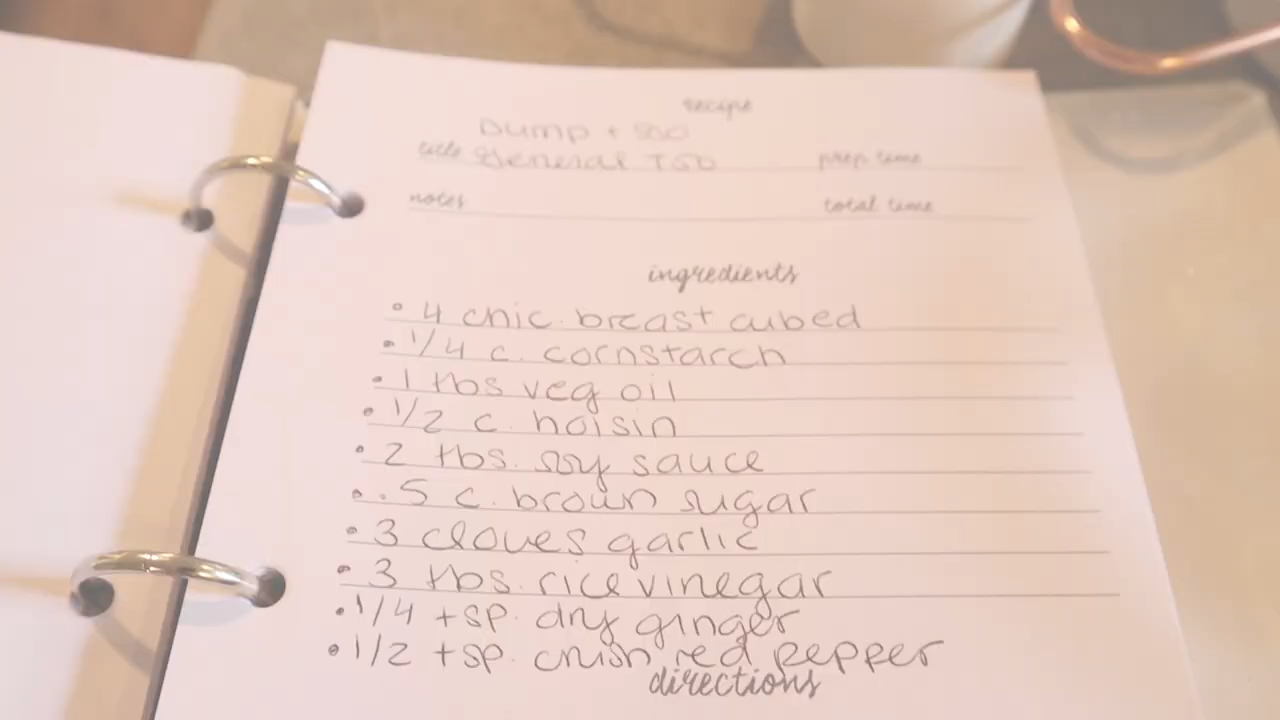 recipe
Dump + Go
title General TSO prep time
notes total time
ingredients
• 4 chic. breast cubed
• 1/4 c. cornstarch
• 1 tbs veg oil
• 1/2 c. hoisin
• 2 tbs. soy sauce
• .5 c. brown sugar
• 3 cloves garlic
• 3 tbs. rice vinegar
• 1/4 tsp. dry ginger
• 1/2 tsp. crush red pepper
directions